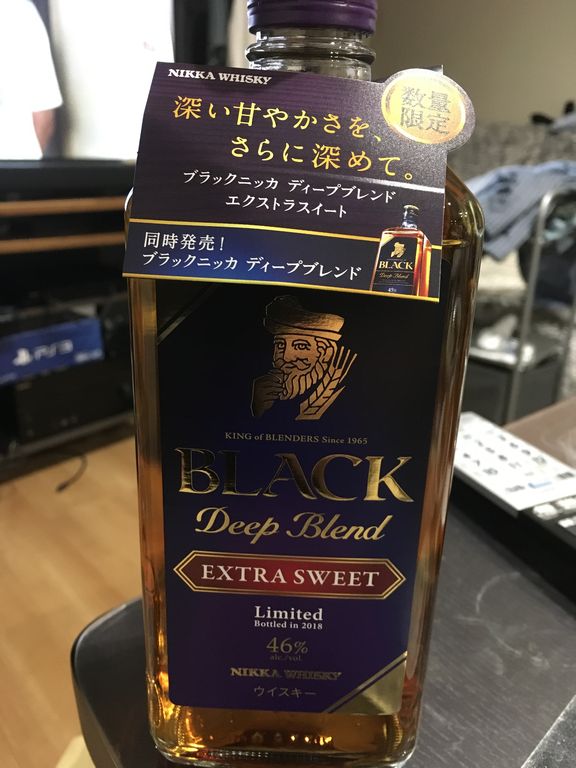 NIKKA WHISKY
数量
限定
深い甘やかさを、
さらに深めて。
ブラックニッカ ディープブレンド
エクストラスイート
同時発売！
ブラックニッカ ディープブレンド
BLACK
Deep Blend
KING of BLENDERS Since 1965
BLACK
Deep Blend
EXTRA SWEET
Limited
Bottled in 2018
46%
alc./vol.
NIKKA WHISKY
ウイスキー
PS3